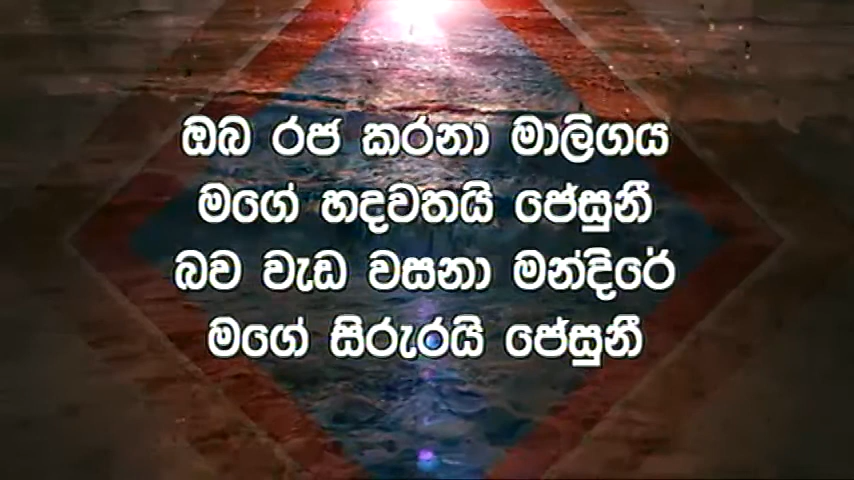 ඔබ රජ කරනා මාලිගය
මගේ හදවතයි ජේසුනී
බව වැඩ වසනා මන්දිරේ
මගේ සිරුරයි ජේසුනී